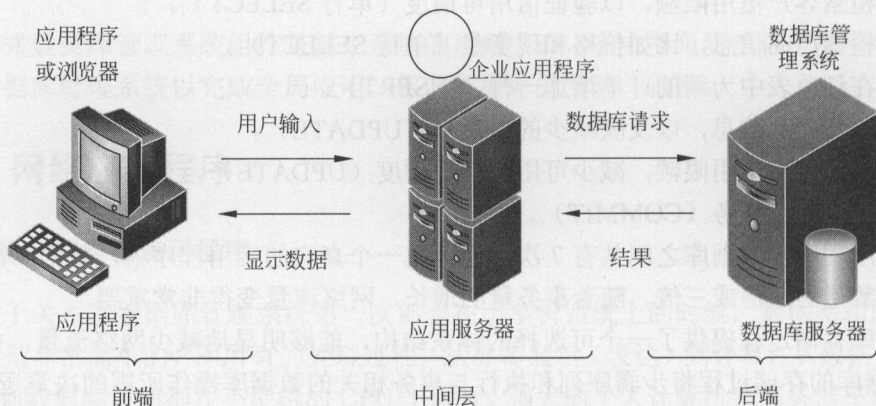 应用程序
或浏览器
企业应用程序
数据库管
理系统
用户输入
数据库请求
显示数据
结果
应用程序
应用服务器
数据库服务器
前端
中间层
后端